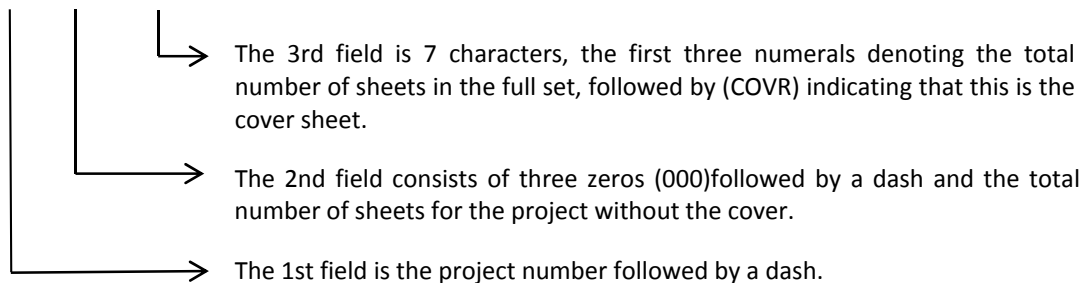 The 3rd field is 7 characters, the first three numerals denoting the total
number of sheets in the full set, followed by (COVR) indicating that this is the
cover sheet.
The 2nd field consists of three zeros (000)followed by a dash and the total
number of sheets for the project without the cover.
The 1st field is the project number followed by a dash.